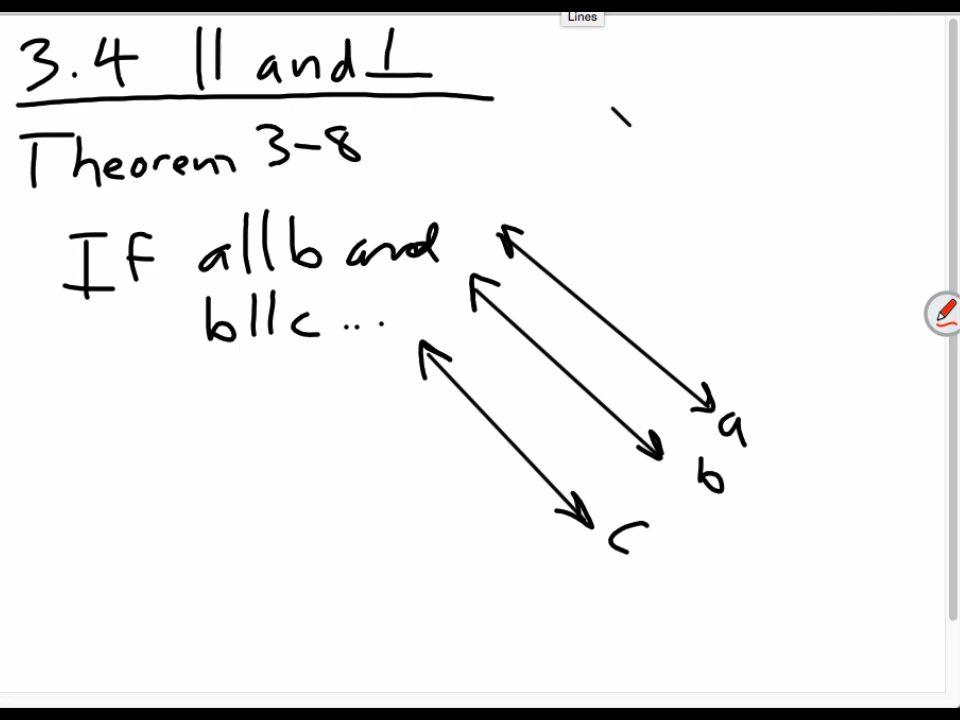 Lines
3.4 || and ⊥
Theorem 3-8
If a||b and
b||c ...
a
b
c